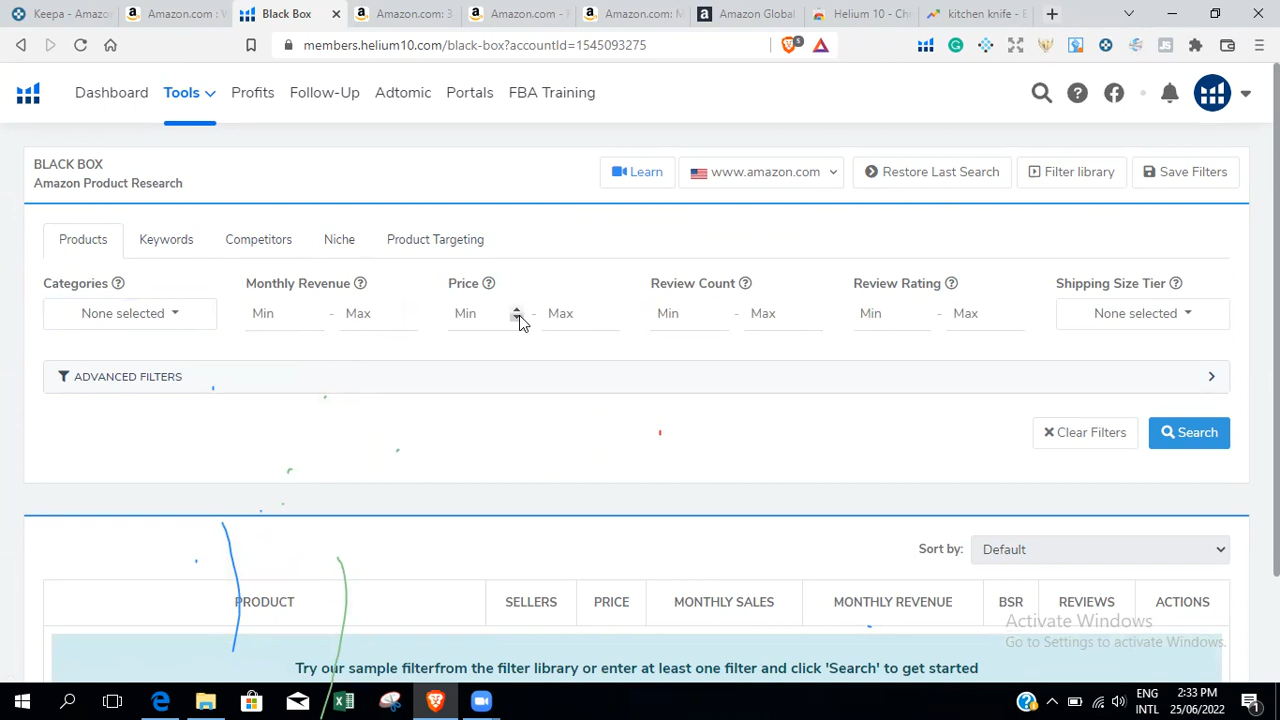 Keepa - Amazo
Amazon.com: W
Black Box
Amazon.com: B
Amazon.com: 
Amazon.com: M
Amazon Global
Helium 10 - Ch
kitchen knife - E
members.helium10.com/black-box?accountId=1545093275
5
Dashboard Tools Profits Follow-Up Adtomic Portals FBA Training
BLACK BOX
Amazon Product Research
Learn www.amazon.com Restore Last Search Filter library Save Filters
Products Keywords Competitors Niche Product Targeting
Categories Monthly Revenue Price Review Count Review Rating Shipping Size Tier
None selected Min - Max Min - Max Min - Max Min - Max None selected
ADVANCED FILTERS
Clear Filters Search
Sort by: Default
PRODUCT SELLERS PRICE MONTHLY SALES MONTHLY REVENUE BSR REVIEWS ACTIONS
Activate Windows
Go to Settings to activate Windows.
Try our sample filterfrom the filter library or enter at least one filter and click 'Search' to get started
ENG
INTL
2:33 PM
25/06/2022
1